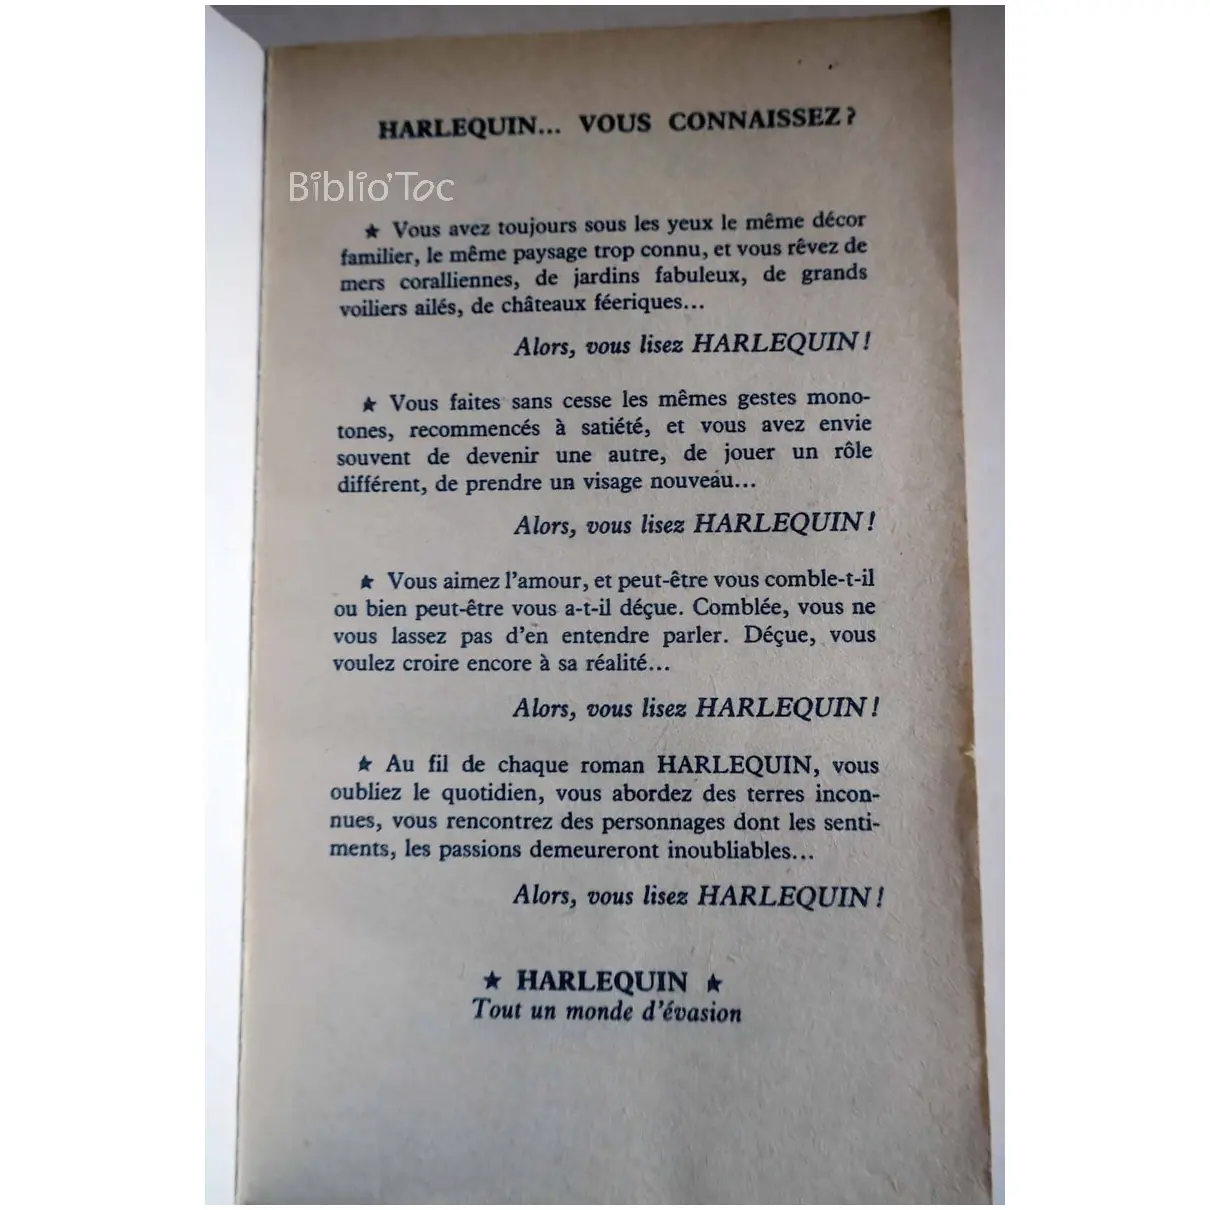 HARLEQUIN... VOUS CONNAISSEZ?
Biblio'Toc
★ Vous avez toujours sous les yeux le même décor
familier, le même paysage trop connu, et vous rêvez de
mers coralliennes, de jardins fabuleux, de grands
voiliers ailés, de châteaux féeriques...
Alors, vous lisez HARLEQUIN!
★ Vous faites sans cesse les mêmes gestes mono-
tones, recommencés à satiété, et vous avez envie
souvent de devenir une autre, de jouer un rôle
différent, de prendre un visage nouveau...
Alors, vous lisez HARLEQUIN!
★ Vous aimez l'amour, et peut-être vous comble-t-il
ou bien peut-être vous a-t-il déçue. Comblée, vous ne
vous lassez pas d'en entendre parler. Déçue, vous
voulez croire encore à sa réalité...
Alors, vous lisez HARLEQUIN!
★ Au fil de chaque roman HARLEQUIN, vous
oubliez le quotidien, vous abordez des terres incon-
nues, vous rencontrez des personnages dont les senti-
ments, les passions demeureront inoubliables...
Alors, vous lisez HARLEQUIN!
★ HARLEQUIN ★
Tout un monde d'évasion